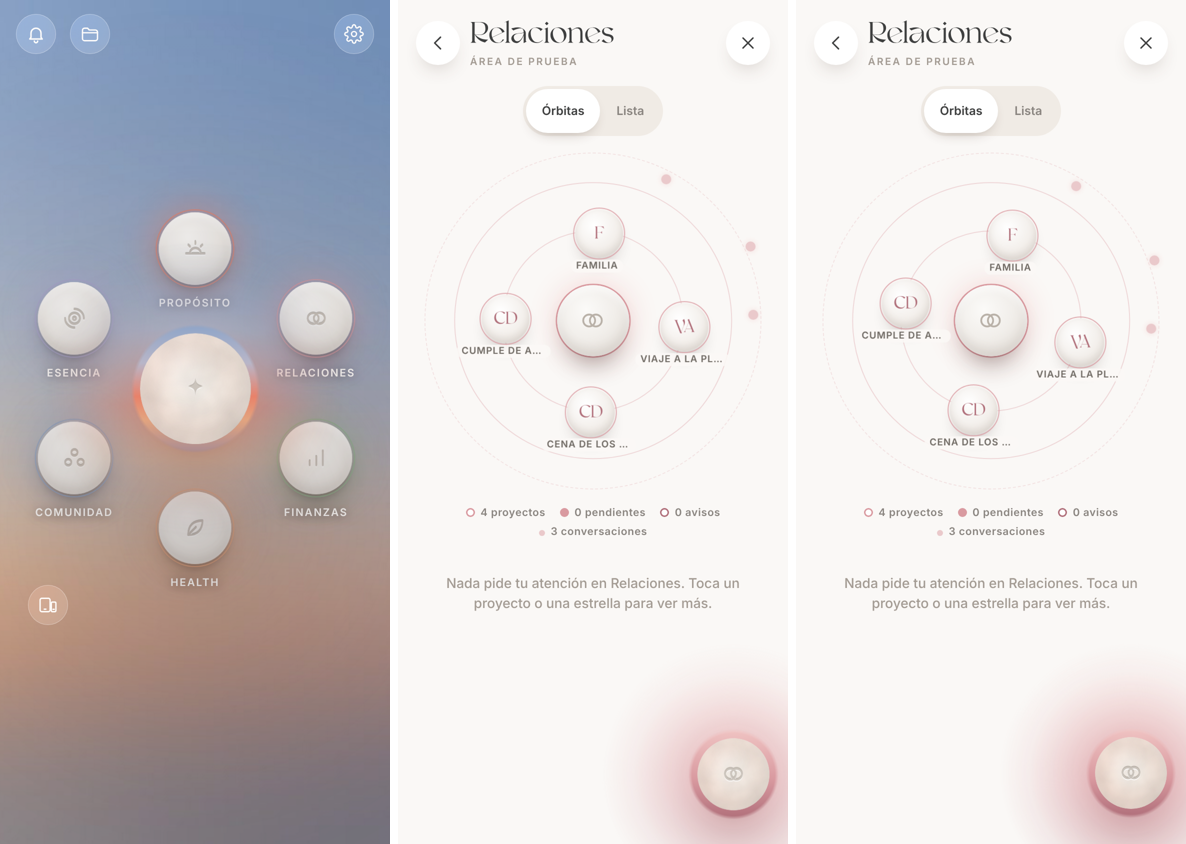 PROPÓSITO
ESENCIA
RELACIONES
COMUNIDAD
FINANZAS
HEALTH
Relaciones
ÁREA DE PRUEBA
Órbitas
Lista
F
FAMILIA
CD
CUMPLE DE A...
VA
VIAJE A LA PL...
CD
CENA DE LOS ...
4 proyectos
0 pendientes
0 avisos
3 conversaciones
Nada pide tu atención en Relaciones. Toca un
proyecto o una estrella para ver más.
Relaciones
ÁREA DE PRUEBA
Órbitas
Lista
F
FAMILIA
CD
CUMPLE DE A...
VA
VIAJE A LA PL...
CD
CENA DE LOS ...
4 proyectos
0 pendientes
0 avisos
3 conversaciones
Nada pide tu atención en Relaciones. Toca un
proyecto o una estrella para ver más.